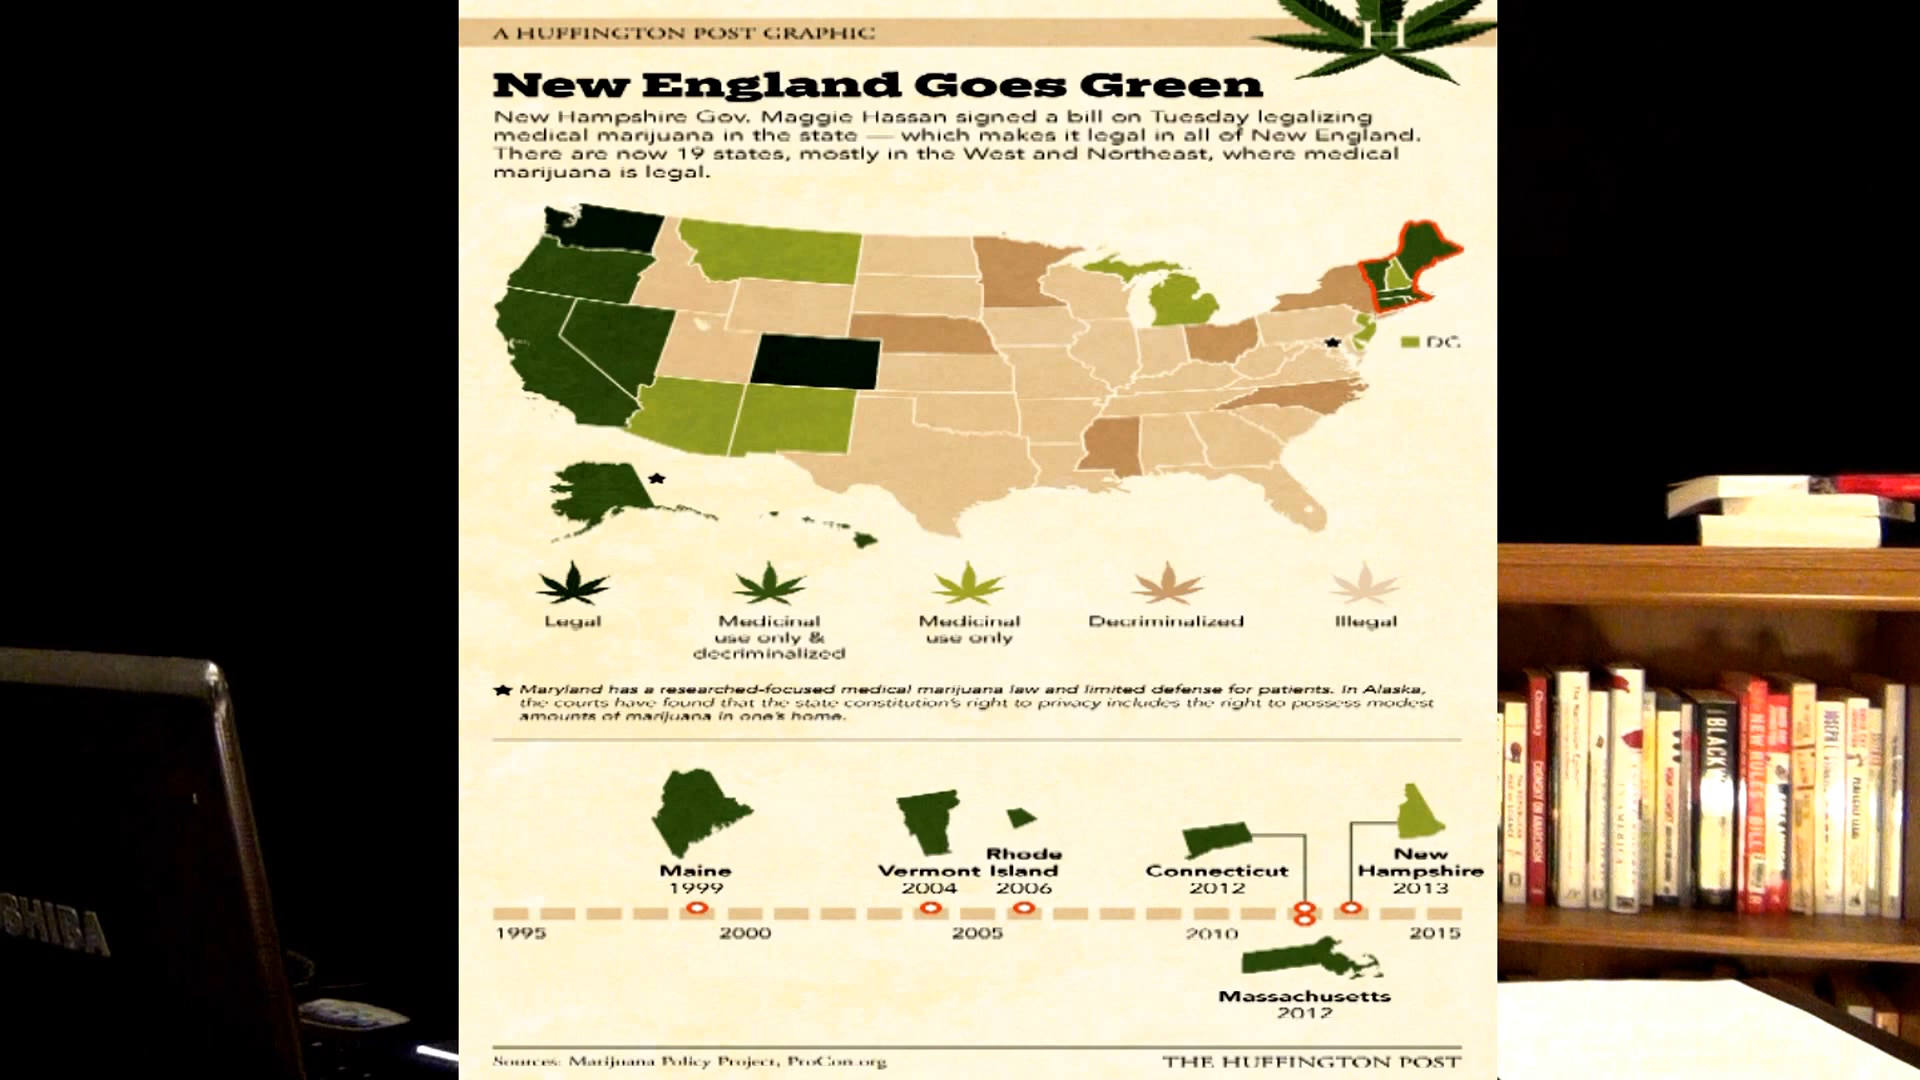 A HUFFINGTON POST GRAPHIC
H
New England Goes Green
New Hampshire Gov. Maggie Hassan signed a bill on Tuesday legalizing
medical marijuana in the state — which makes it legal in all of New England.
There are now 19 states, mostly in the West and Northeast, where medical
marijuana is legal.
DC
Legal
Medicinal
use only &
decriminalized
Medicinal
use only
Decriminalized
Illegal
Maryland has a researched-focused medical marijuana law and limited defense for patients. In Alaska,
the courts have found that the state constitution's right to privacy includes the right to possess modest
amounts of marijuana in one's home.
Maine
1999
Vermont
2004
Rhode
Island
2006
Connecticut
2012
New
Hampshire
2013
1995
2000
2005
2010
2015
Massachusetts
2012
Sources: Marijuana Policy Project, ProCon.org
THE HUFFINGTON POST
SHIBA
Chomsky
BLACK
NEW RULES
BILL
JOSEPH